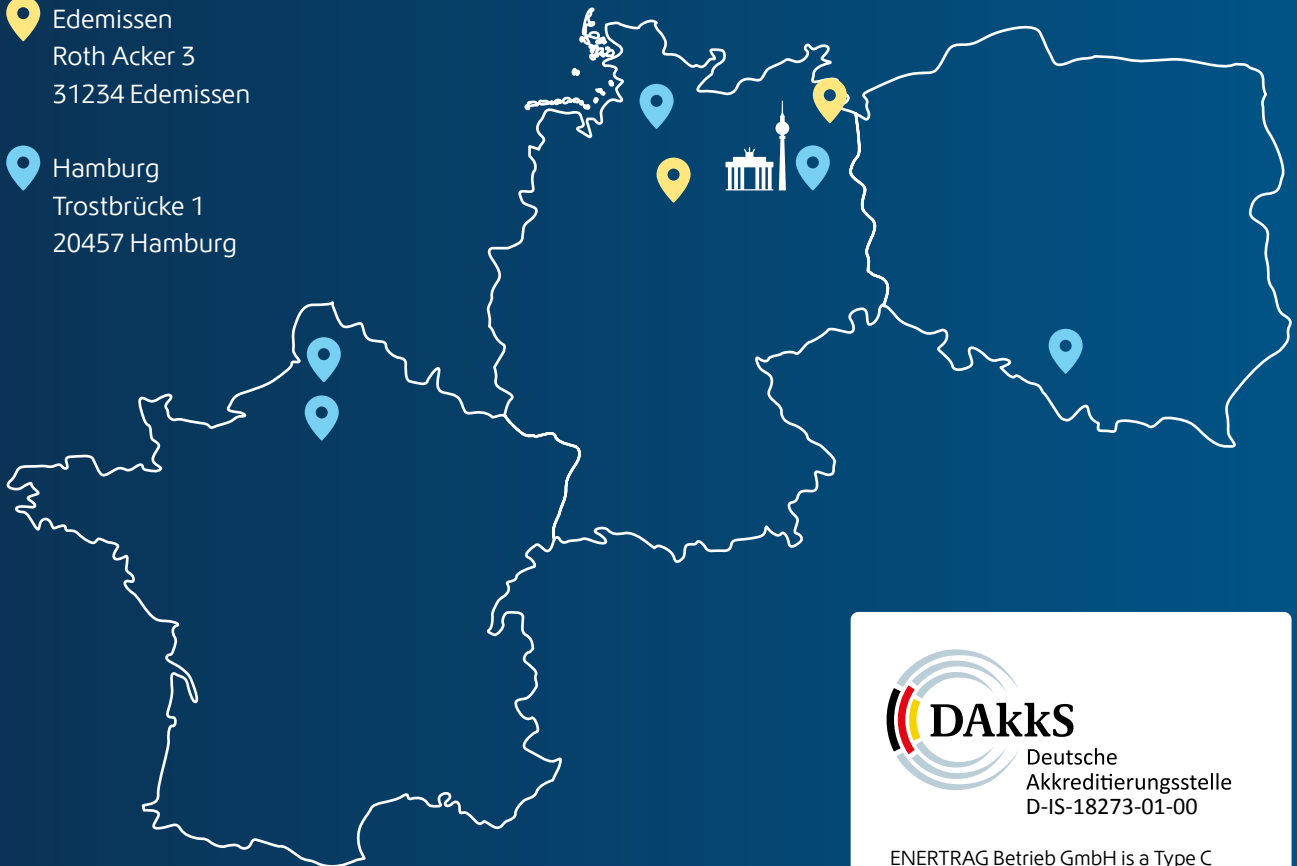 Edemissen
Roth Acker 3
31234 Edemissen
Hamburg
Trostbrücke 1
20457 Hamburg
DAkkS
Deutsche
Akkreditierungsstelle
D-IS-18273-01-00
ENERTRAG Betrieb GmbH is a Type C